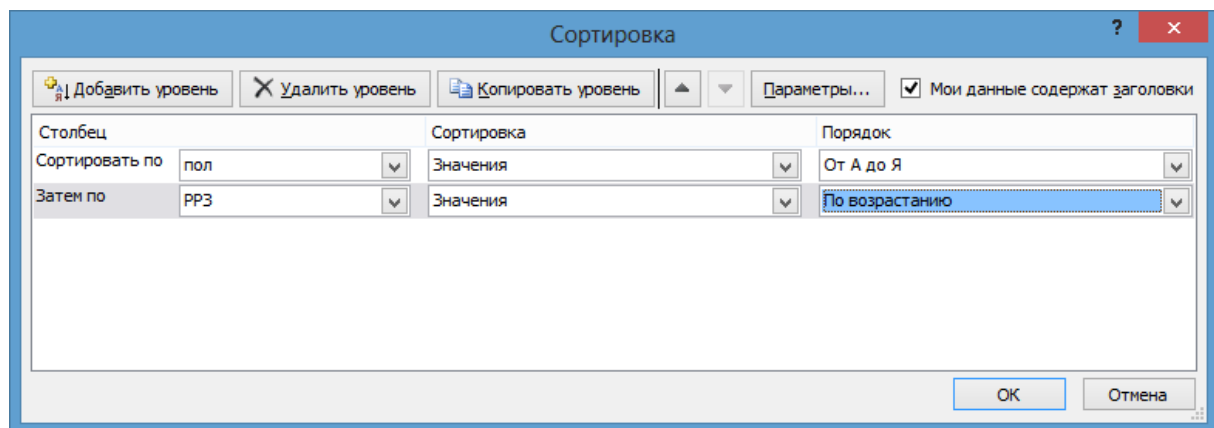 Сортировка
? ×
Добавить уровень Удалить уровень Копировать уровень Параметры... Мои данные содержат заголовки
Столбец Сортировка Порядок
Сортировать по пол Значения От А до Я
Затем по РР3 Значения По возрастанию
ОК Отмена